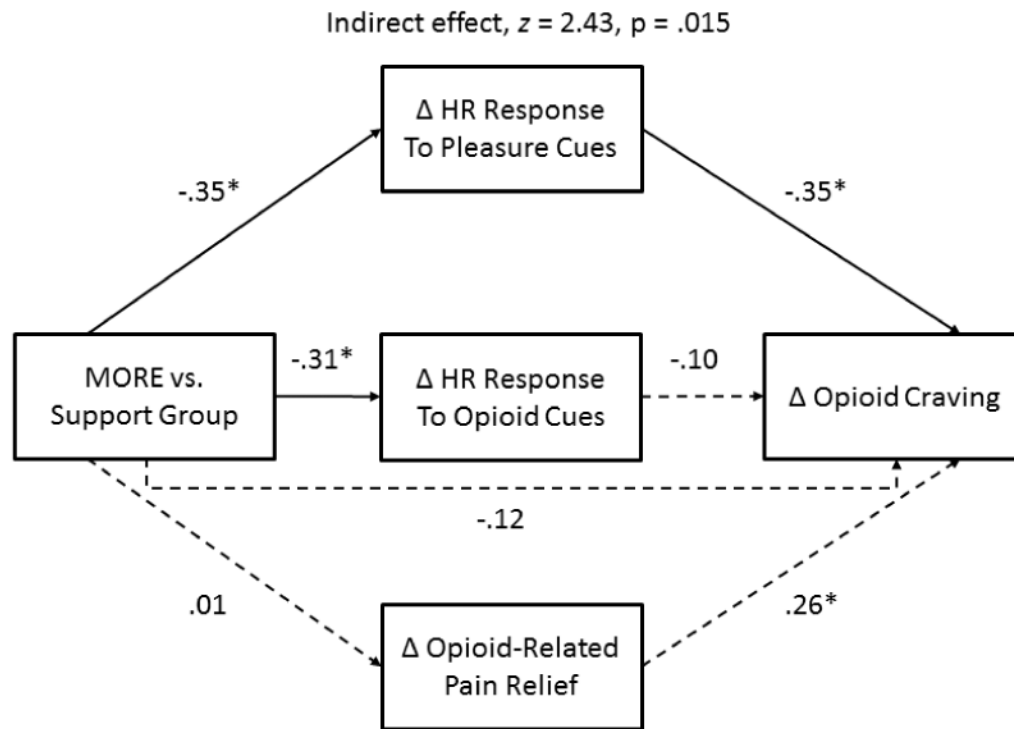 Indirect effect, z = 2.43, p = .015
Δ HR Response
To Pleasure Cues
-.35*
-.35*
MORE vs.
Support Group
-.31*
Δ HR Response
To Opioid Cues
-.10
Δ Opioid Craving
-.12
.01
.26*
Δ Opioid-Related
Pain Relief